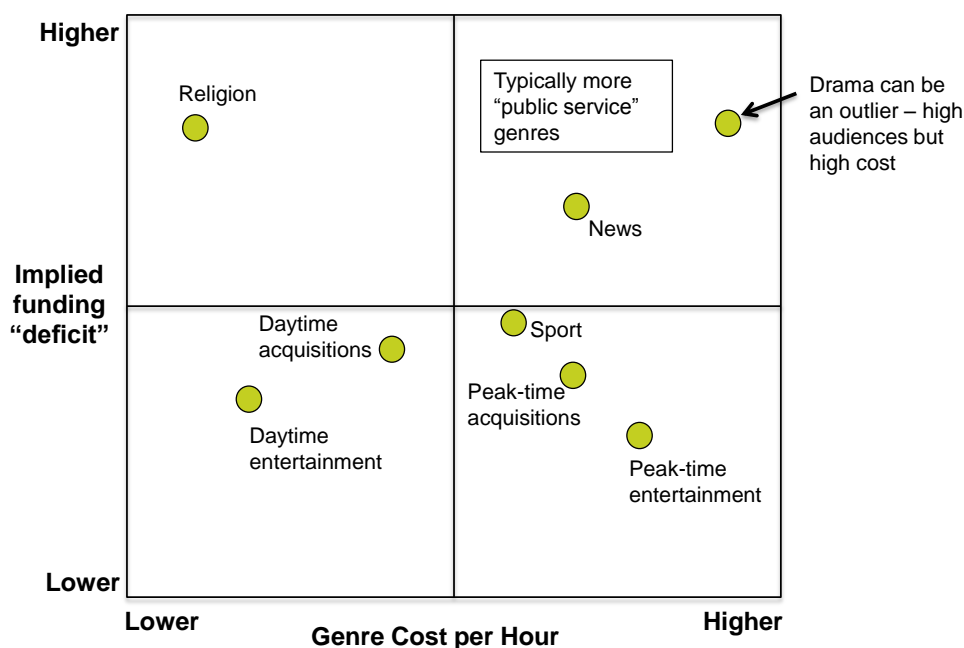 Higher
Religion
Typically more
“public service”
genres
Drama can be
an outlier – high
audiences but
high cost
News
Implied
funding
“deficit”
Daytime
acquisitions
Sport
Peak-time
acquisitions
Daytime
entertainment
Peak-time
entertainment
Lower
Lower
Genre Cost per Hour
Higher